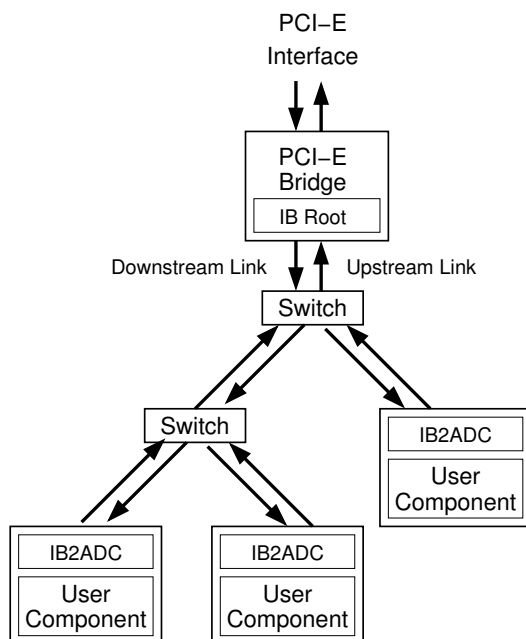 PCI−E
Interface
PCI−E
Bridge
IB Root
Downstream Link
Upstream Link
Switch
Switch
IB2ADC
User
Component
IB2ADC
User
Component
IB2ADC
User
Component